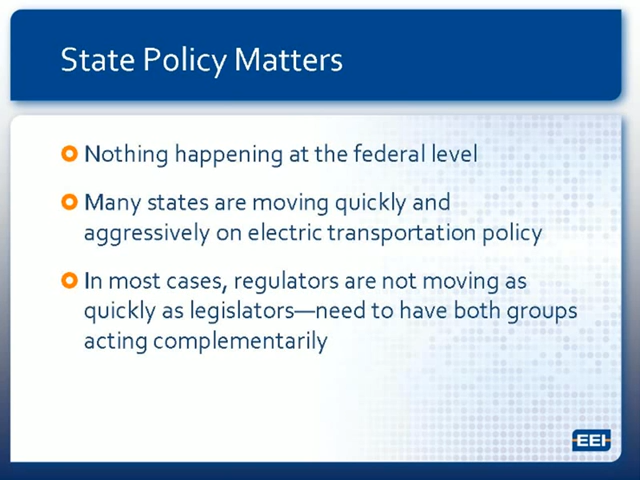 State Policy Matters
Nothing happening at the federal level
Many states are moving quickly and
aggressively on electric transportation policy
In most cases, regulators are not moving as
quickly as legislators—need to have both groups
acting complementarily
EEI